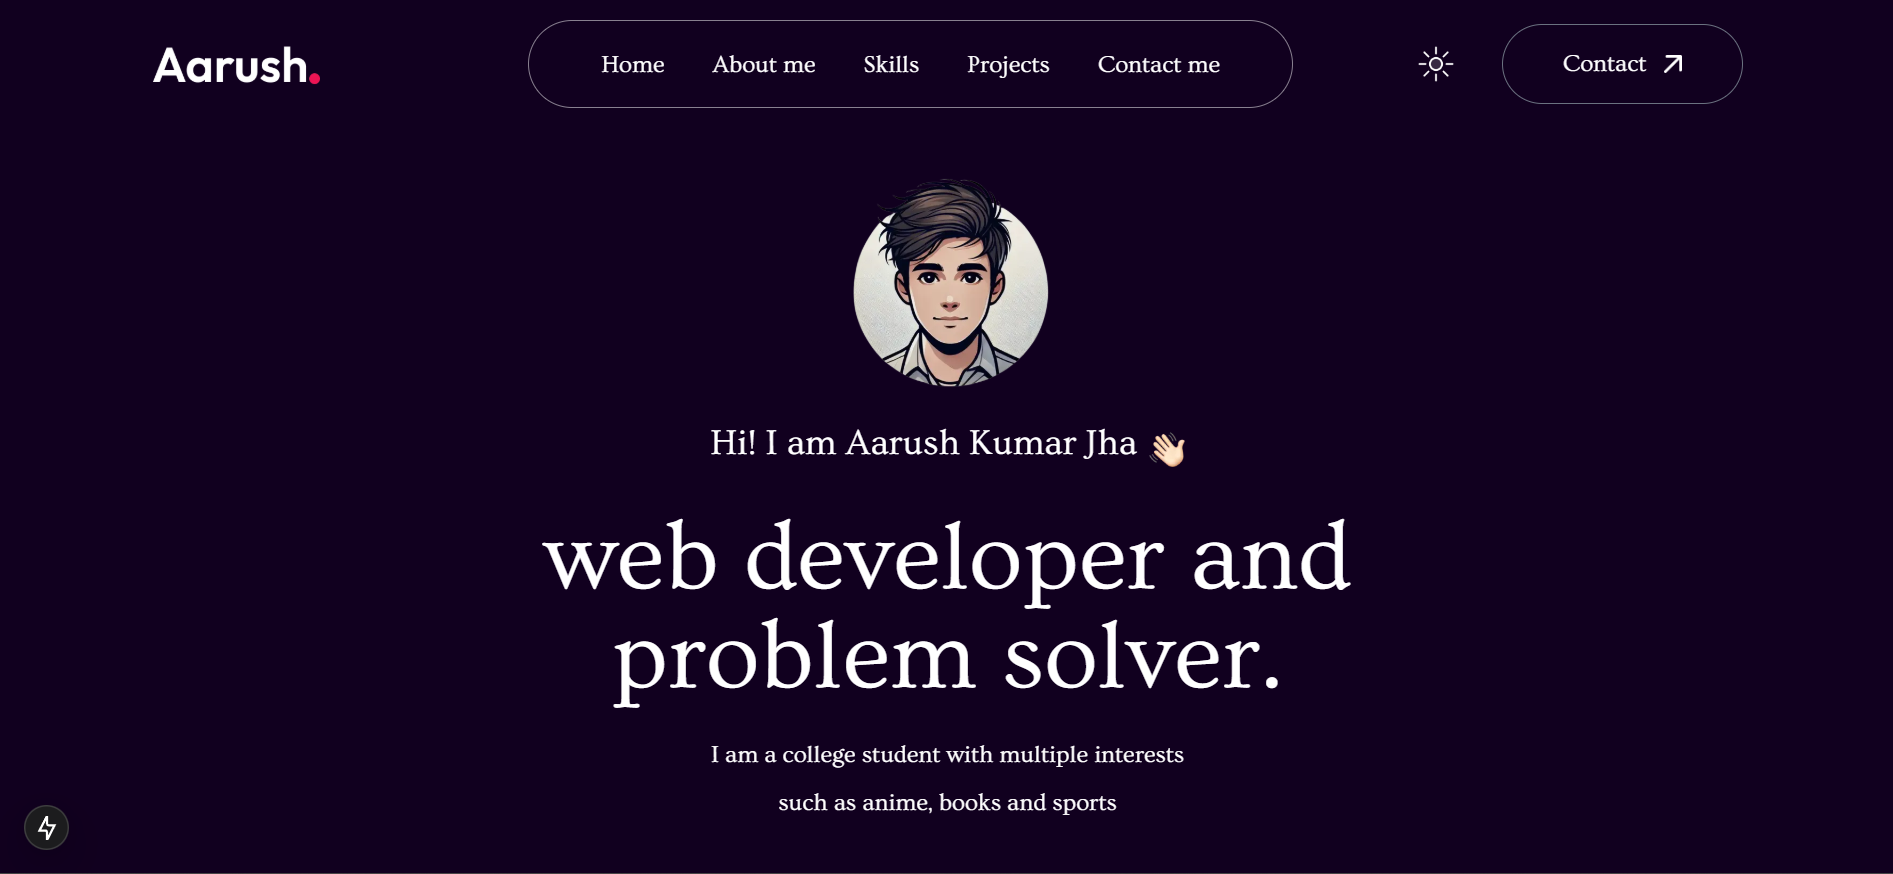 Aarush.
Home About me Skills Projects Contact me
Contact
Hi! I am Aarush Kumar Jha 👋🏻
web developer and
problem solver.
I am a college student with multiple interests
such as anime, books and sports